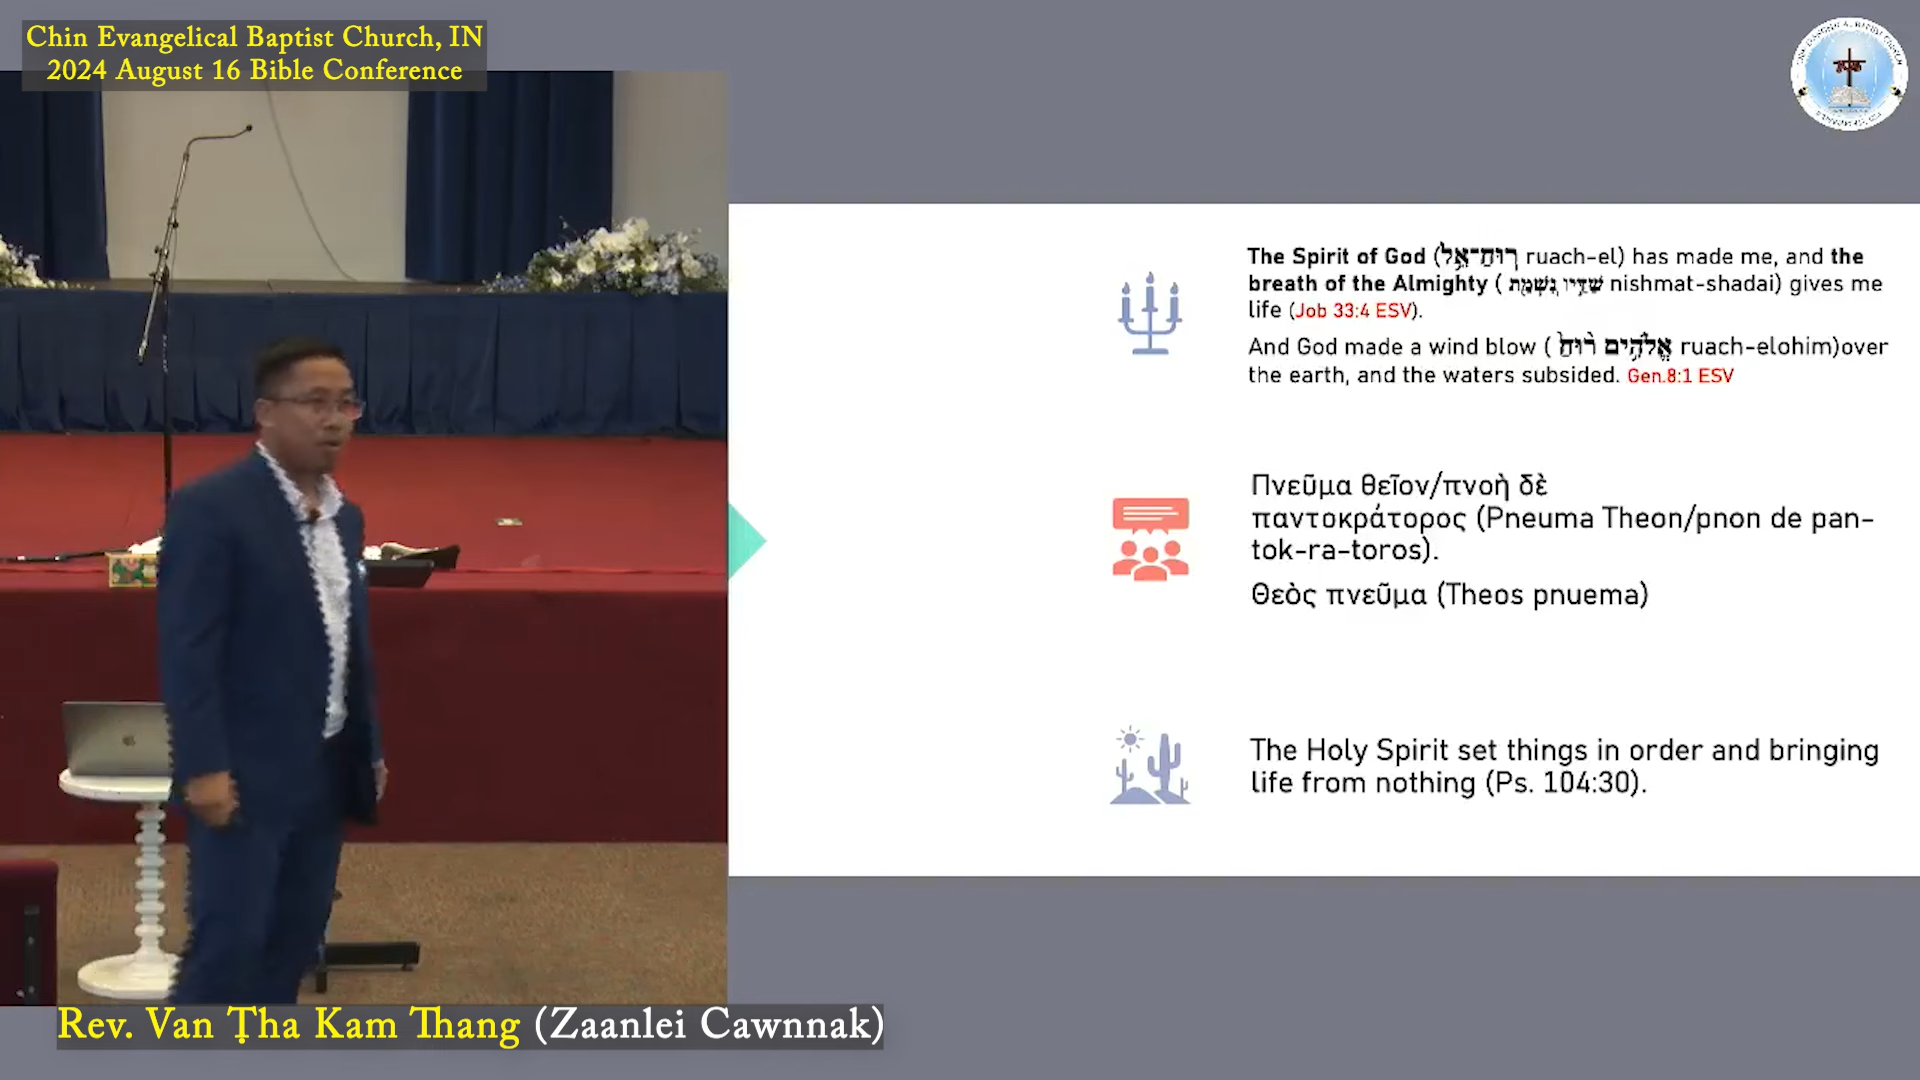 Chin Evangelical Baptist Church, IN
2024 August 16 Bible Conference
The Spirit of God (רֽוּחַ־אֵ֥ל ruach-el) has made me, and the
breath of the Almighty ( שַׁדַּ֣י נִשְׁמַ֖ת nishmat-shadai) gives me
life (Job 33:4 ESV).
And God made a wind blow ( אֱלֹהִ֥ים ר֙וּחַ֙ ruach-elohim)over
the earth, and the waters subsided. Gen.8:1 ESV
Πνεῦμα θεῖον/πνοὴ δὲ
παντοκράτορος (Pneuma Theon/pnon de pan-
tok-ra-toros).
Θεὸς πνεῦμα (Theos pnuema)
The Holy Spirit set things in order and bringing
life from nothing (Ps. 104:30).
Rev. Van Ṭha Kam Thang (Zaanlei Cawnnak)